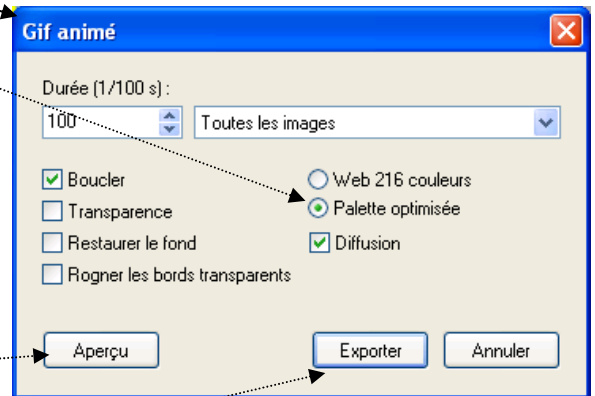 Gif animé
Durée (1/100 s) :
100 Toutes les images
Boucler Web 216 couleurs
Transparence Palette optimisée
Restaurer le fond Diffusion
Rogner les bords transparents
Aperçu Exporter Annuler